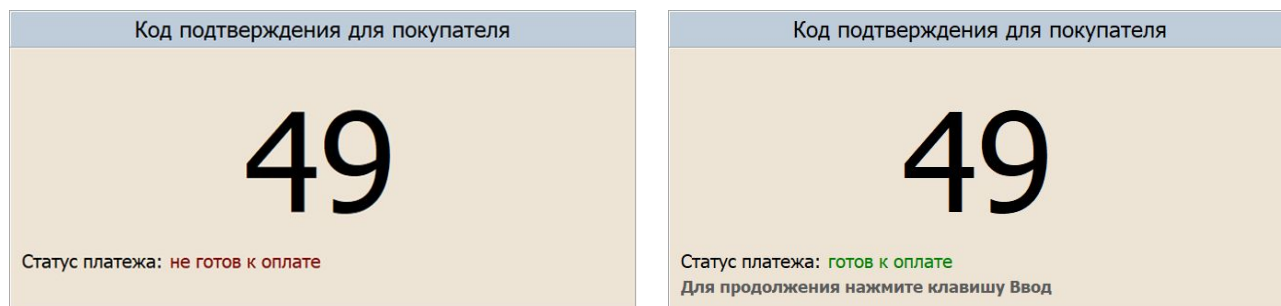 Код подтверждения для покупателя
49
Статус платежа: не готов к оплате
Код подтверждения для покупателя
49
Статус платежа: готов к оплате
Для продолжения нажмите клавишу Ввод